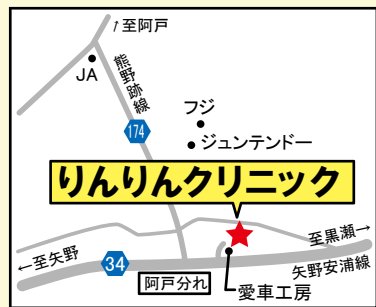 ↑至阿戸
JA
熊野跡線
174
フジ
ジュンテンドー
りんりんクリニック
←至矢野
34
至黒瀬→
矢野安浦線
阿戸分れ
愛車工房